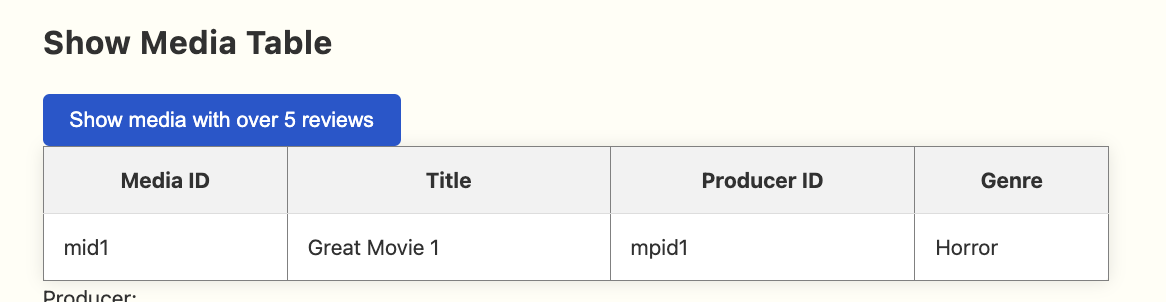 Show Media Table
Show media with over 5 reviews
Media ID Title Producer ID Genre
mid1 Great Movie 1 mpid1 Horror
Producer: